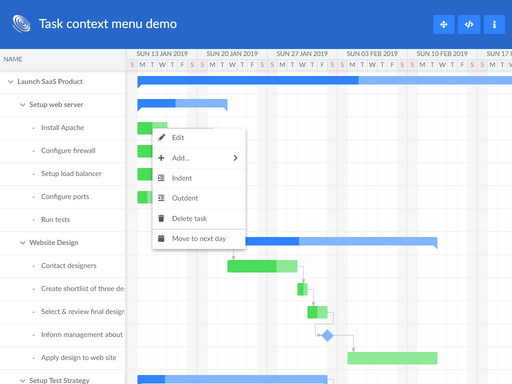 Task context menu demo
NAME
SUN 13 JAN 2019 SUN 20 JAN 2019 SUN 27 JAN 2019 SUN 03 FEB 2019 SUN 10 FEB 2019 SUN 17 F
S M T W T F S S M T W T F S S M T W T F S S M T W T F S S M T W T F S S M
Launch SaaS Product
Setup web server
Install Apache
Configure firewall
Setup load balancer
Configure ports
Run tests
Website Design
Contact designers
Create shortlist of three de
Select & review final design
Inform management about
Apply design to web site
Setup Test Strategy
Edit
Add...
Indent
Outdent
Delete task
Move to next day